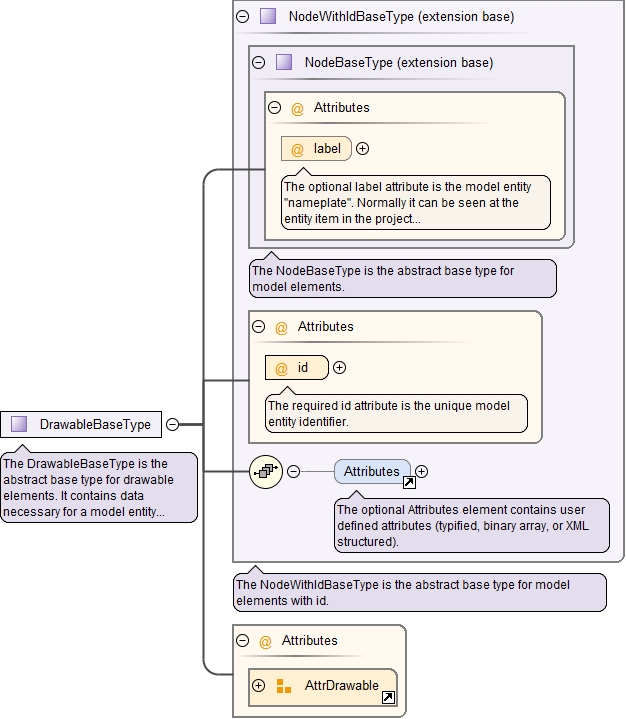 NodeWithIdBaseType (extension base)
NodeBaseType (extension base)
@ Attributes
@ label
The optional label attribute is the model entity
"nameplate". Normally it can be seen at the
entity item in the project...
The NodeBaseType is the abstract base type for
model elements.
@ Attributes
@ id
The required id attribute is the unique model
entity identifier.
DrawableBaseType
The DrawableBaseType is the
abstract base type for drawable
elements. It contains data
necessary for a model entity...
Attributes
The optional Attributes element contains user
defined attributes (typified, binary array, or XML
structured).
The NodeWithIdBaseType is the abstract base type for model
elements with id.
@ Attributes
AttrDrawable